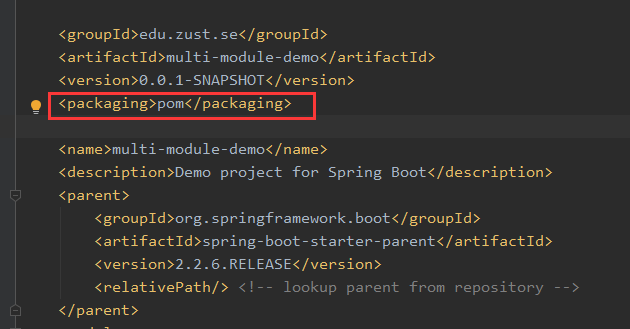 <groupId>edu.zust.se</groupId>
<artifactId>multi-module-demo</artifactId>
<version>0.0.1-SNAPSHOT</version>
<packaging>pom</packaging>
<name>multi-module-demo</name>
<description>Demo project for Spring Boot</description>
<parent>
<groupId>org.springframework.boot</groupId>
<artifactId>spring-boot-starter-parent</artifactId>
<version>2.2.6.RELEASE</version>
<relativePath/> <!-- lookup parent from repository -->
</parent>